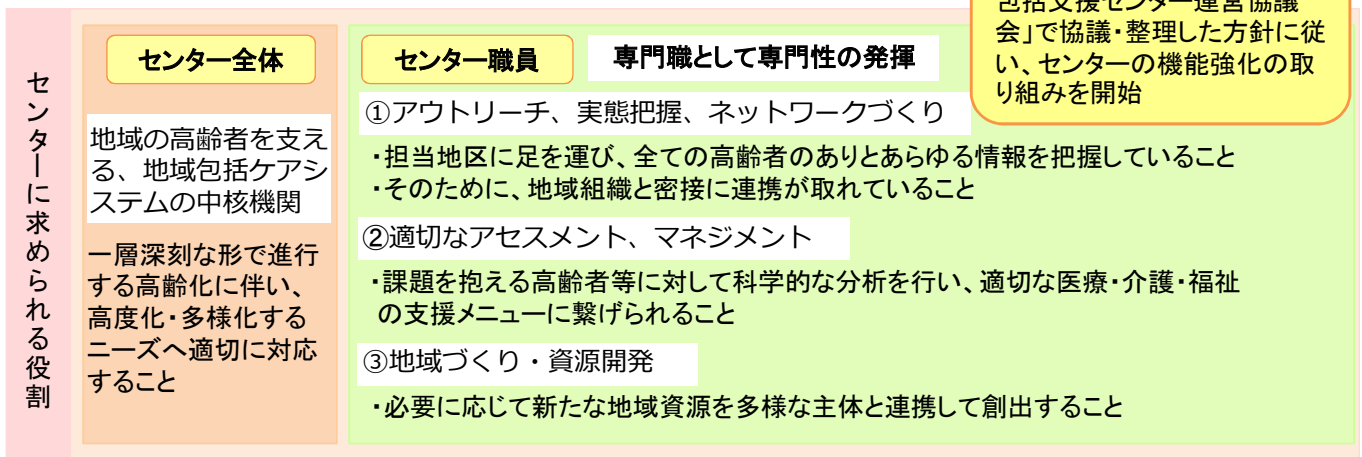 包括支援センター運営協議
会」で協議・整理した方針に従
い、センターの機能強化の取
り組みを開始
センターに求められる役割
センター全体
地域の高齢者を支え
る、地域包括ケアシ
ステムの中核機関
一層深刻な形で進行
する高齢化に伴い、
高度化・多様化する
ニーズへ適切に対応
すること
センター職員
専門職として専門性の発揮
①アウトリーチ、実態把握、ネットワークづくり
・担当地区に足を運び、全ての高齢者のありとあらゆる情報を把握していること
・そのために、地域組織と密接に連携が取れていること
②適切なアセスメント、マネジメント
・課題を抱える高齢者等に対して科学的な分析を行い、適切な医療・介護・福祉
の支援メニューに繋げられること
③地域づくり・資源開発
・必要に応じて新たな地域資源を多様な主体と連携して創出すること